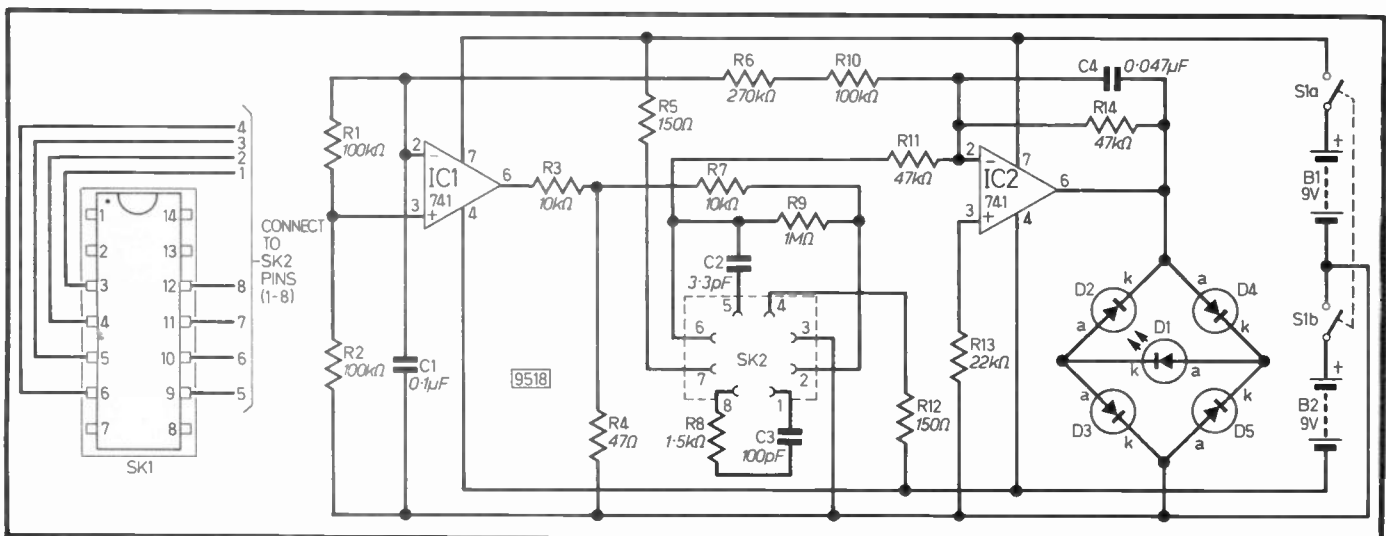 4
3
2
1
CONNECT
TO
SK2
PINS
(1-8)
1
14
2
13
3
12
8
4
11
7
5
10
6
6
9
5
7
8
SK1
R1
100kΩ
R2
100kΩ
C1
0·1µF
2
−
3
+
IC1
741
7
4
6
R3
10kΩ
R4
47Ω
9518
R5
150Ω
R6
270kΩ
R10
100kΩ
R7
10kΩ
R9
1MΩ
C2
3·3pF
5
4
6
3
SK2
7
2
8
1
R8
1·5kΩ
C3
100pF
R11
47kΩ
R12
150Ω
R13
22kΩ
2
−
3
+
IC2
741
7
4
6
C4
0·047µF
R14
47kΩ
k
a
D2
D4
a
k
D1
k
a
a
k
D3
D5
k
a
S1a
+
B1
9V
S1b
+
B2
9V